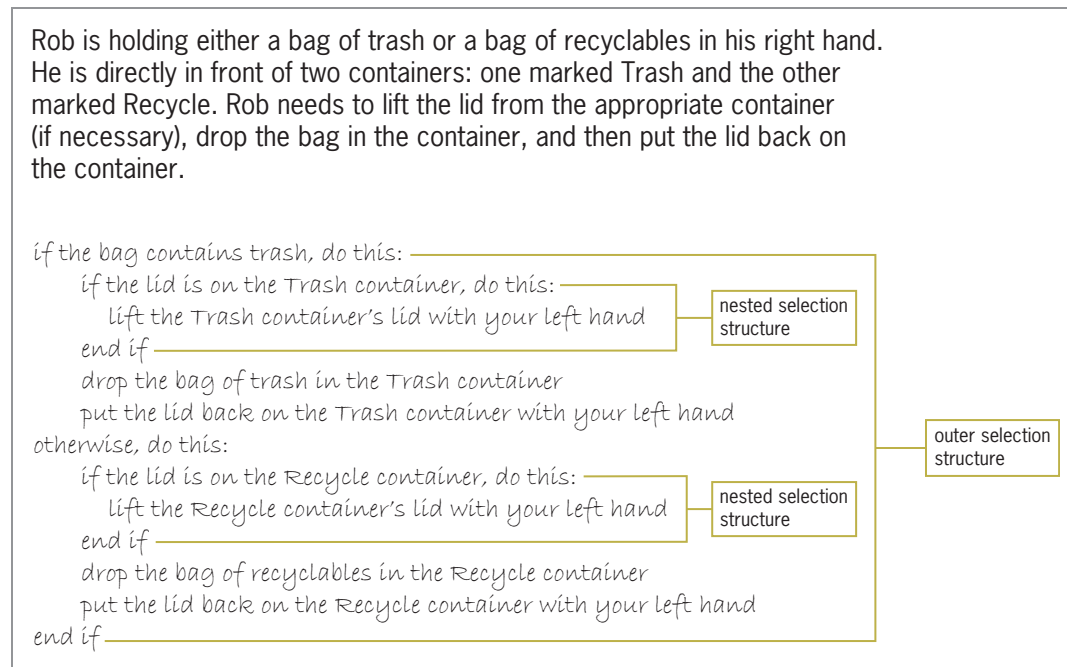 Rob is holding either a bag of trash or a bag of recyclables in his right hand.
He is directly in front of two containers: one marked Trash and the other
marked Recycle. Rob needs to lift the lid from the appropriate container
(if necessary), drop the bag in the container, and then put the lid back on
the container.
if the bag contains trash, do this:
if the lid is on the Trash container, do this:
lift the Trash container's lid with your left hand
end if
nested selection
structure
drop the bag of trash in the Trash container
put the lid back on the Trash container with your left hand
otherwise, do this:
if the lid is on the Recycle container, do this:
lift the Recycle container's lid with your left hand
end if
nested selection
structure
drop the bag of recyclables in the Recycle container
put the lid back on the Recycle container with your left hand
end if
outer selection
structure